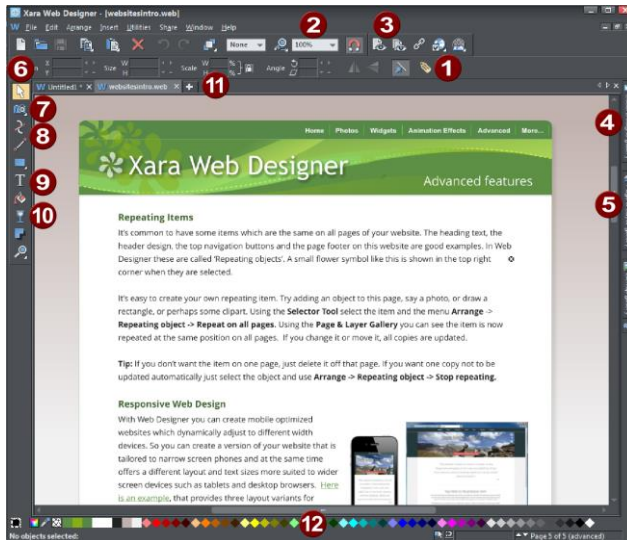 Xara Web Designer - [websitesintro.web]
File Edit Arrange Insert Utilities Share Window Help
2
3
None
100%
6
Size W H
Scale W H % %
Angle
1
Untitled1 * X
websitesintro.web X
11
7
4
8
Home Photos Widgets Animation Effects Advanced More...
Xara Web Designer
Advanced features
9
5
10
Repeating Items
It's common to have some items which are the same on all pages of your website. The heading text, the
header design, the top navigation buttons and the page footer on this website are good examples. In Web
Designer these are called 'Repeating objects'. A small flower symbol like this is shown in the top right
corner when they are selected.
It's easy to create your own repeating item. Try adding an object to this page, say a photo, or draw a
rectangle, or perhaps some clipart. Using the Selector Tool select the item and the menu Arrange ->
Repeating object -> Repeat on all pages. Using the Page & Layer Gallery you can see the item is now
repeated at the same position on all pages. If you change it or move it, all copies are updated.
Tip: If you don't want the item on one page, just delete it off that page. If you want one copy not to be
updated automatically just select the object and use Arrange -> Repeating object -> Stop repeating.
Responsive Web Design
With Web Designer you can create mobile optimized
websites which dynamically adjust to different width
devices. So you can create a version of your website that is
tailored to narrow screen phones and at the same time
offers a different layout and text sizes more suited to wider
screen devices such as tablets and desktop browsers. Here
is an example, that provides three layout variants for
12
No objects selected:
Page 5 of 5 (advanced)